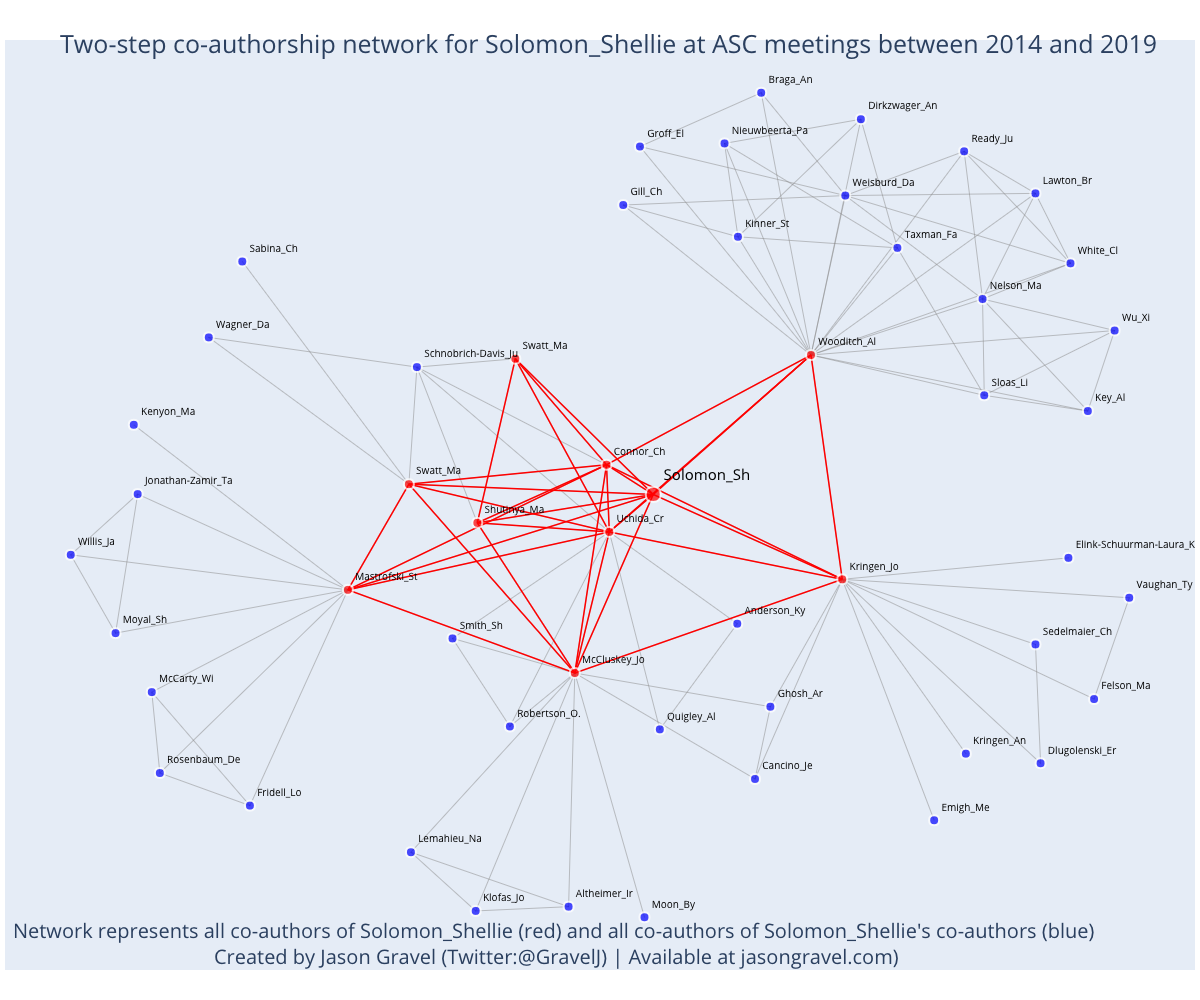 Two-step co-authorship network for Solomon_Shellie at ASC meetings between 2014 and 2019
Braga_An
Dirkzwager_An
Groff_El
Nieuwbeerta_Pa
Ready_Ju
Weisburd_Da
Lawton_Br
Gill_Ch
Kinner_St
Taxman_Fa
White_Cl
Sabina_Ch
Nelson_Ma
Wagner_Da
Wu_Xi
Schnobrich-Davis_Ju
Swatt_Ma
Wooditch_Al
Sloas_Li
Key_Al
Kenyon_Ma
Connor_Ch
Swatt_Ma
Solomon_Sh
Jonathan-Zamir_Ta
Shutinya_Ma
Uchida_Cr
Willis_Ja
Elink-Schuurman-Laura_K
Mastrofski_St
Kringen_Jo
Vaughan_Ty
Moyal_Sh
Smith_Sh
Anderson_Ky
Sedelmaier_Ch
McCluskey_Jo
McCarty_Wi
Ghosh_Ar
Felson_Ma
Robertson_O.
Quigley_Al
Kringen_An
Dlugolenski_Er
Rosenbaum_De
Cancino_Je
Fridell_Lo
Emigh_Me
Lemahieu_Na
Klofas_Jo
Altheimer_Ir
Moon_By
Network represents all co-authors of Solomon_Shellie (red) and all co-authors of Solomon_Shellie's co-authors (blue)
Created by Jason Gravel (Twitter:@GravelJ) | Available at jasongravel.com)